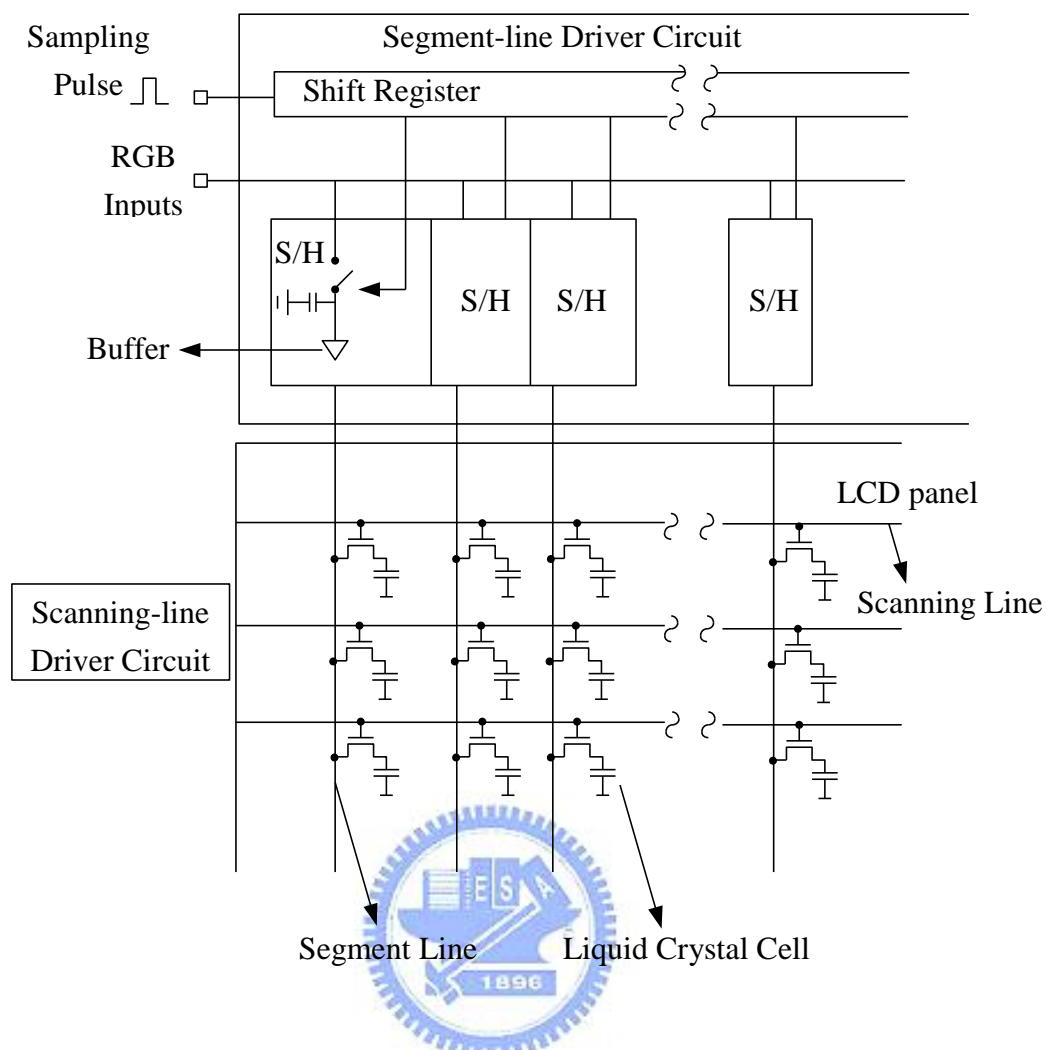 Sampling
Pulse
Segment-line Driver Circuit
Shift Register
RGB
Inputs
S/H
S/H
S/H
S/H
Buffer
LCD panel
Scanning Line
Scanning-line
Driver Circuit
Segment Line
Liquid Crystal Cell
E S A
1896